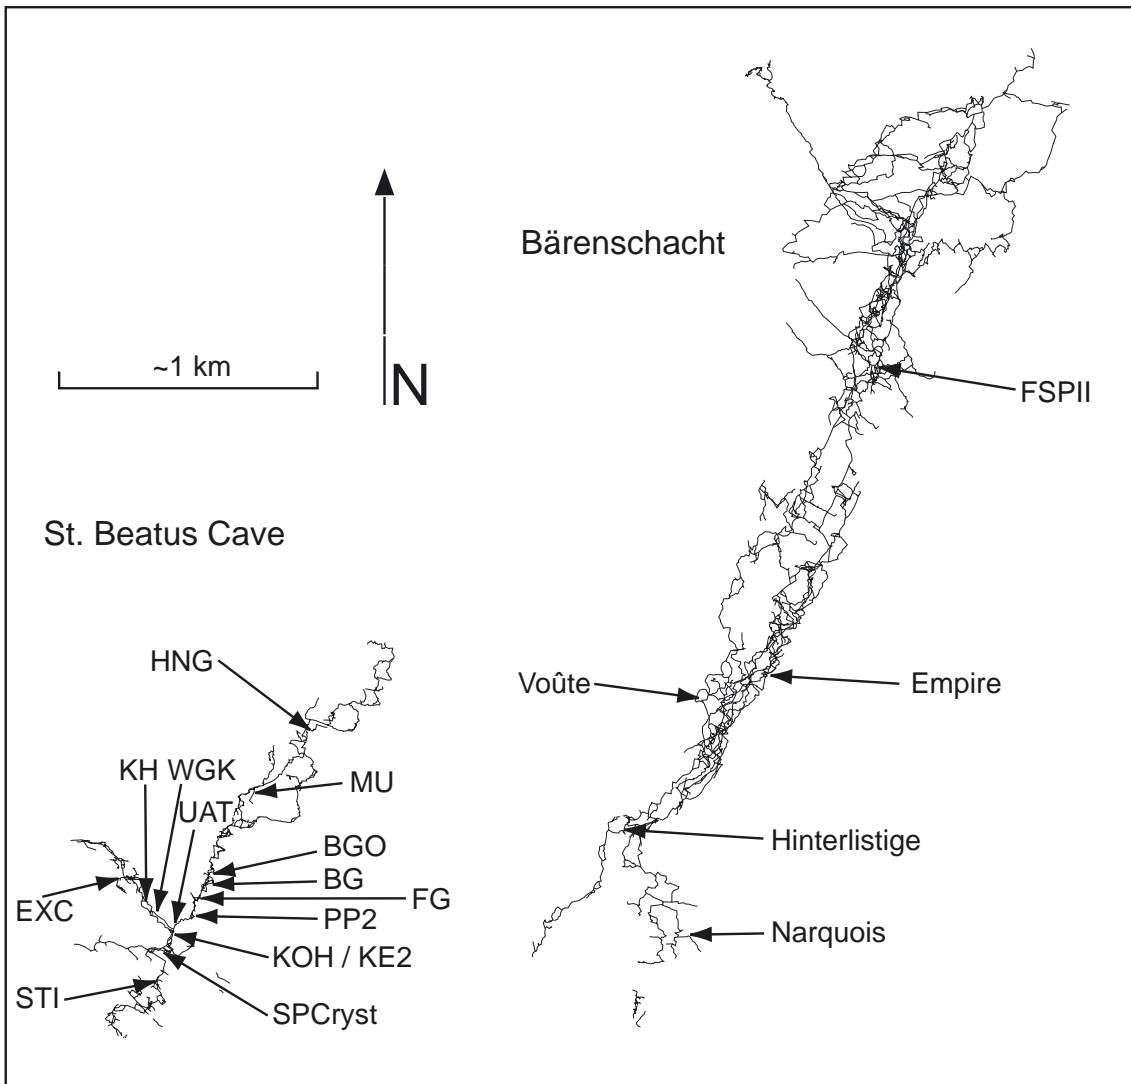 Bärenschacht
~1 km
N
FSPII
St. Beatus Cave
HNG
Voûte
Empire
KH WGK
MU
UAT
Hinterlistige
BGO
BG
EXC
FG
PP2
Narquois
KOH / KE2
STI
SPCryst